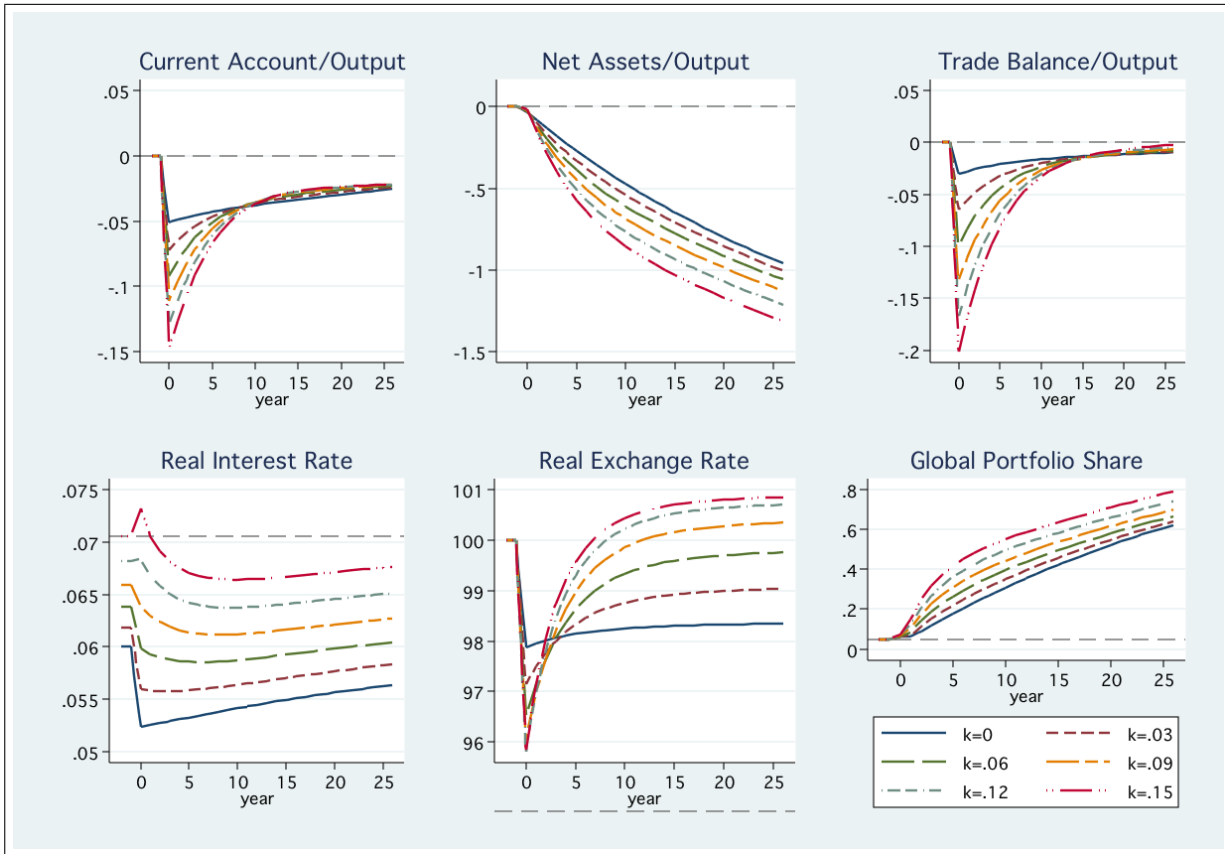 Current Account/Output
.05
0
-.05
-.1
-.15
0 5 10 15 20 25
year
Net Assets/Output
0
-.5
-1
-1.5
0 5 10 15 20 25
year
Trade Balance/Output
.05
0
-.05
-.1
-.15
-.2
0 5 10 15 20 25
year
Real Interest Rate
.075
.07
.065
.06
.055
.05
0 5 10 15 20 25
year
Real Exchange Rate
101
100
99
98
97
96
0 5 10 15 20 25
year
Global Portfolio Share
.8
.6
.4
.2
0
0 5 10 15 20 25
year
k=0 k=.03
k=.06 k=.09
k=.12 k=.15